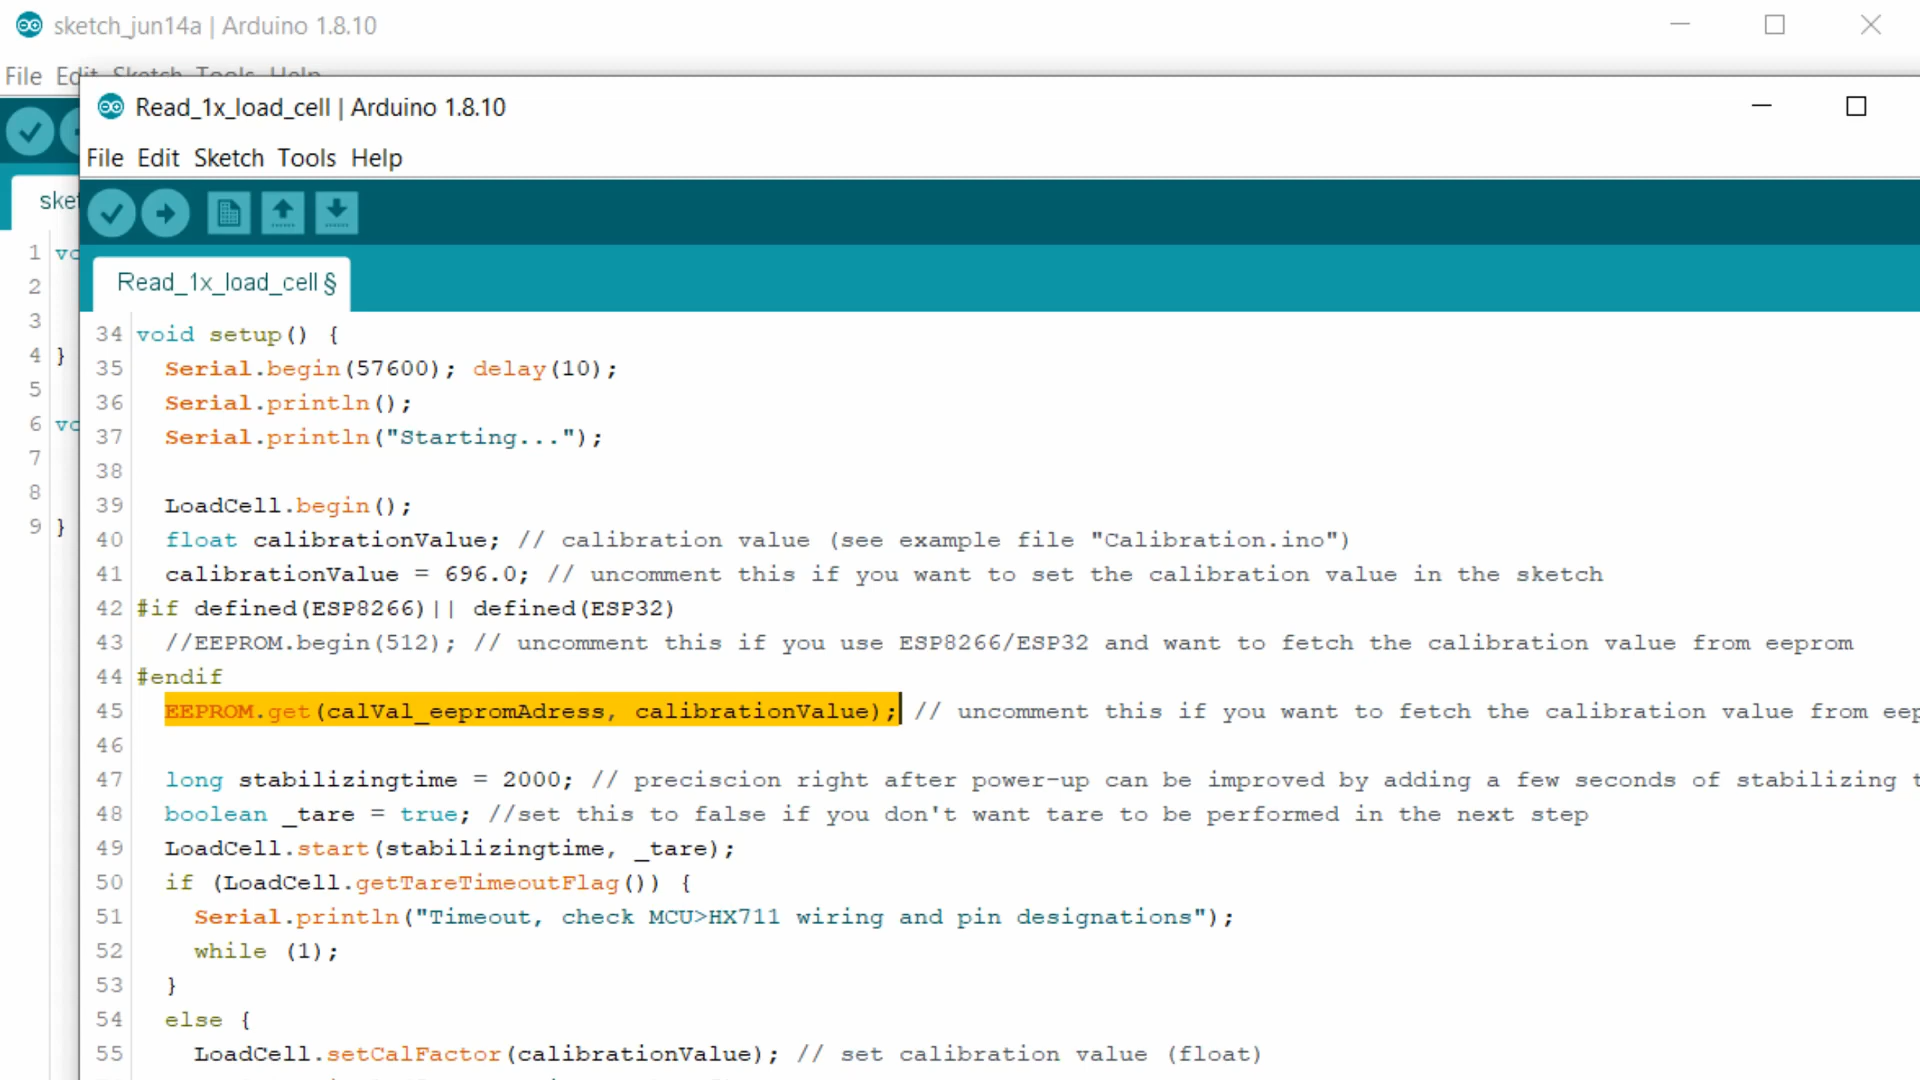 sketch_jun14a | Arduino 1.8.10
File Edit Sketch Tools Help
Read_1x_load_cell | Arduino 1.8.10
File Edit Sketch Tools Help
Read_1x_load_cell §
1
2
3
4 }
5
6
7
8
9 }
34 void setup() {
35 Serial.begin(57600); delay(10);
36 Serial.println();
37 Serial.println("Starting...");
38
39 LoadCell.begin();
40 float calibrationValue; // calibration value (see example file "Calibration.ino")
41 calibrationValue = 696.0; // uncomment this if you want to set the calibration value in the sketch
42 #if defined(ESP8266)|| defined(ESP32)
43 //EEPROM.begin(512); // uncomment this if you use ESP8266/ESP32 and want to fetch the calibration value from eeprom
44 #endif
45 EEPROM.get(calVal_eepromAdress, calibrationValue); // uncomment this if you want to fetch the calibration value from
46
47 long stabilizingtime = 2000; // preciscion right after power-up can be improved by adding a few seconds of stabilizing
48 boolean _tare = true; //set this to false if you don't want tare to be performed in the next step
49 LoadCell.start(stabilizingtime, _tare);
50 if (LoadCell.getTareTimeoutFlag()) {
51 Serial.println("Timeout, check MCU>HX711 wiring and pin designations");
52 while (1);
53 }
54 else {
55 LoadCell.setCalFactor(calibrationValue); // set calibration value (float)